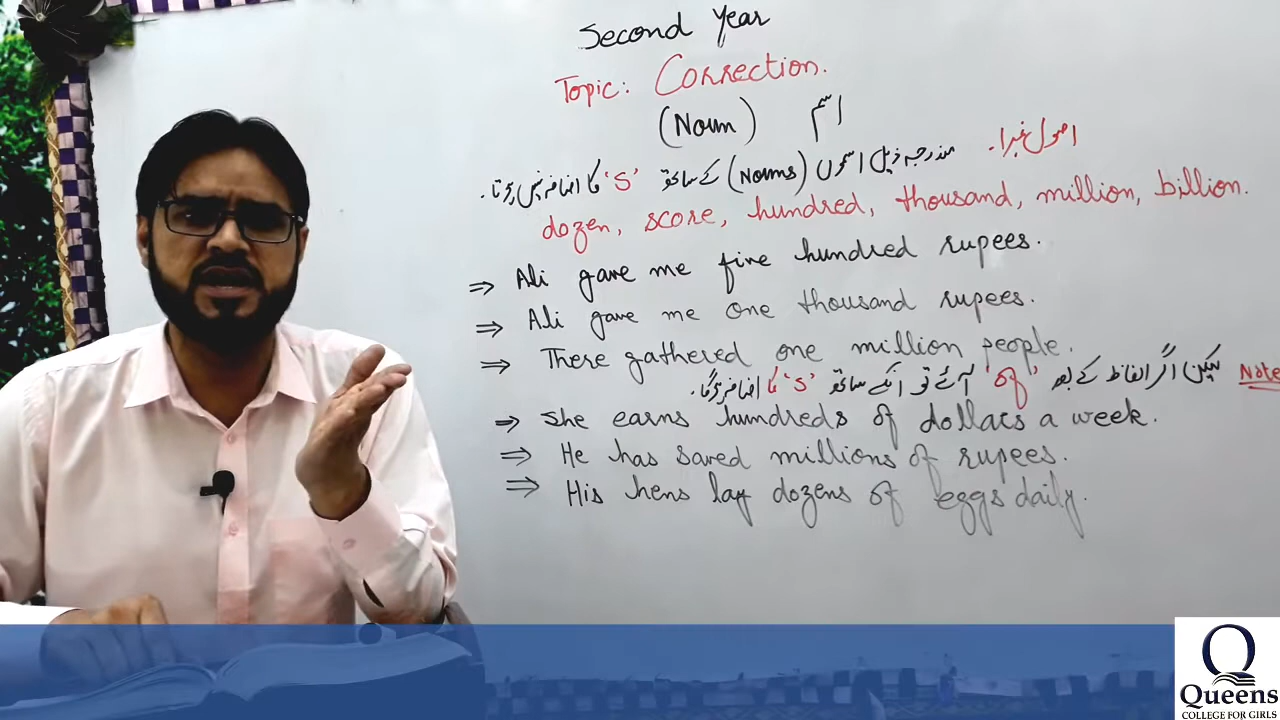 Second Year
Topic: Correction.
(Noun) اسم
اصول نمبر ا۔ مندرجہ ذیل اسموں (Nouns) کے ساتھ 's' کا اضافہ نہیں ہوتا۔
dozen, score, hundred, thousand, million, billion.
⇒ Ali gave me five hundred rupees.
⇒ Ali gave me one thousand rupees.
⇒ There gathered one million people.
Note لیکن اگر الفاظ کے بعد 'of' آئے تو انکے ساتھ 's' کا اضافہ ہوگا۔
⇒ She earns hundreds of dollars a week.
⇒ He has saved millions of rupees.
⇒ His hens lay dozens of eggs daily.
Queens
COLLEGE FOR GIRLS